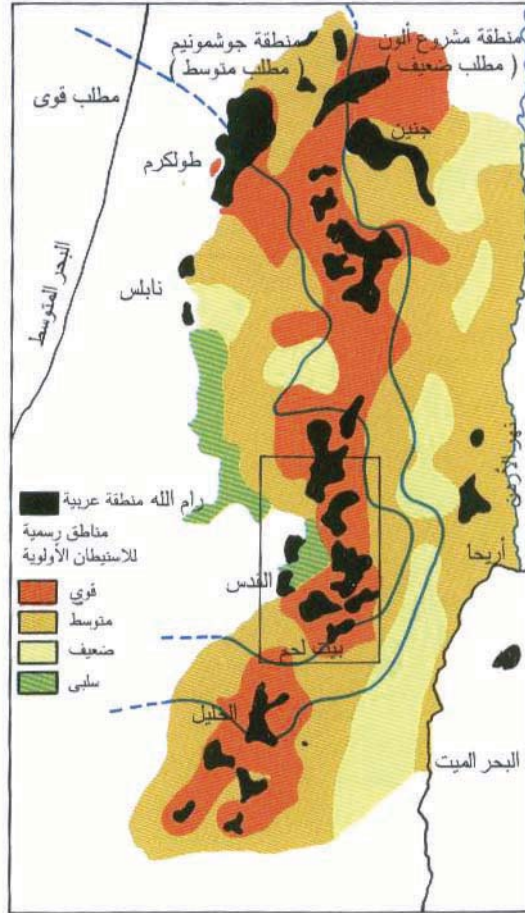 منطقة مشروع ألون
( مطلب ضعيف )
منطقة جوشمونيم
( مطلب متوسط )
مطلب قوى
جنين
طولكرم
نابلس
البحر المتوسط
نهر الأردن
أريحا
رام الله
منطقة عربية
مناطق رسمية
للاستيطان الأولوية
قوي
متوسط
ضعيف
سلبى
القدس
بيت لحم
الخليل
البحر الميت